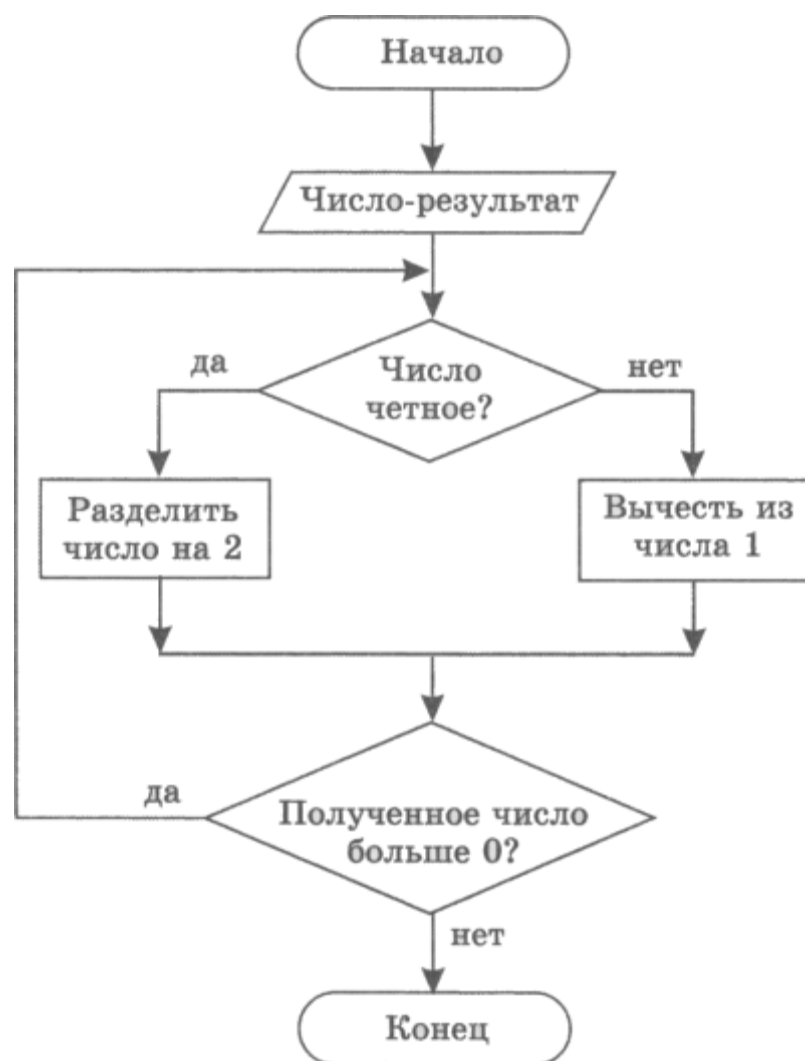 Начало
Число-результат
да
Число
четное?
нет
Разделить
число на 2
Вычесть из
числа 1
да
Полученное число
больше 0?
нет
Конец